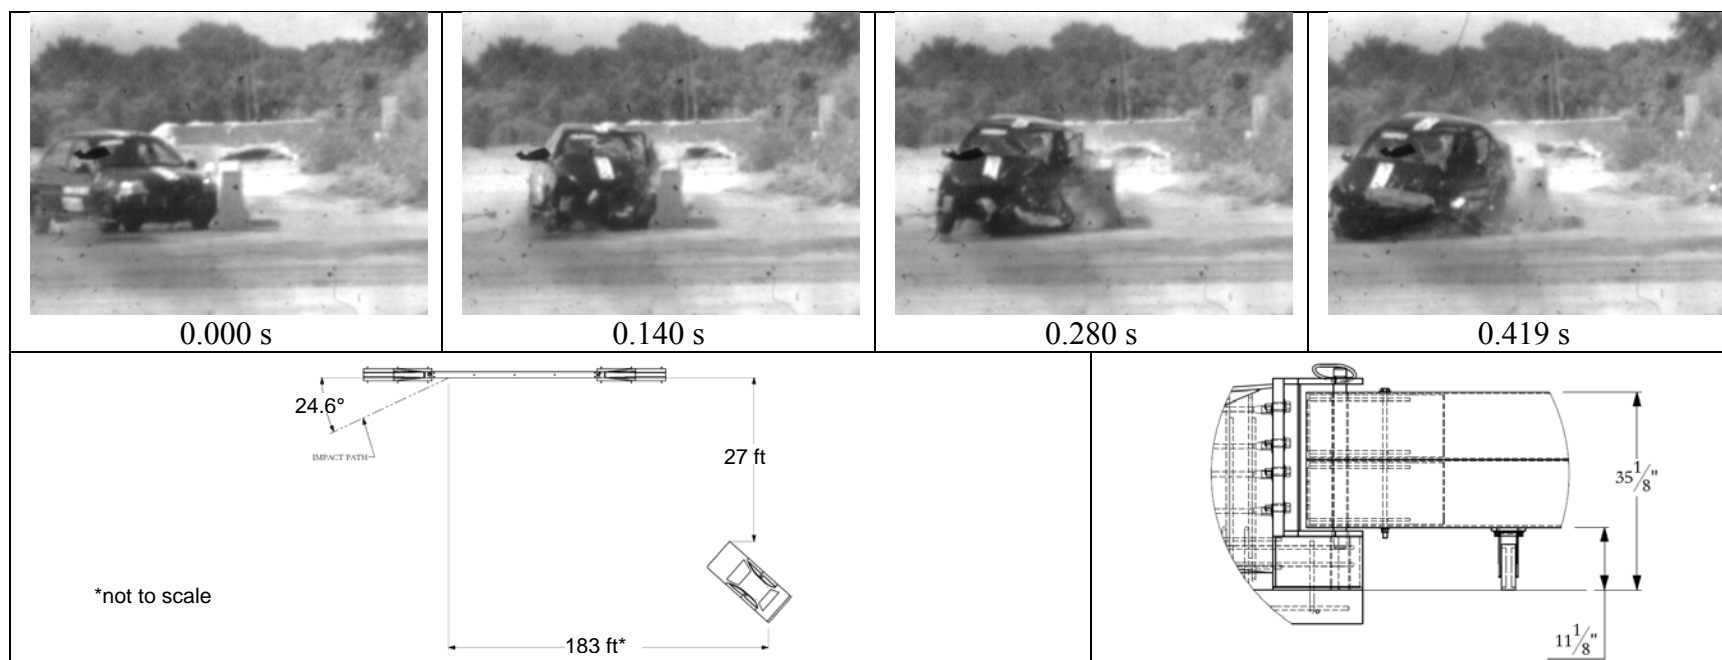 0.000 s
0.140 s
0.280 s
0.419 s
24.6°
IMPACT PATH
27 ft
*not to scale
183 ft*
35 1/8"
11 1/8"